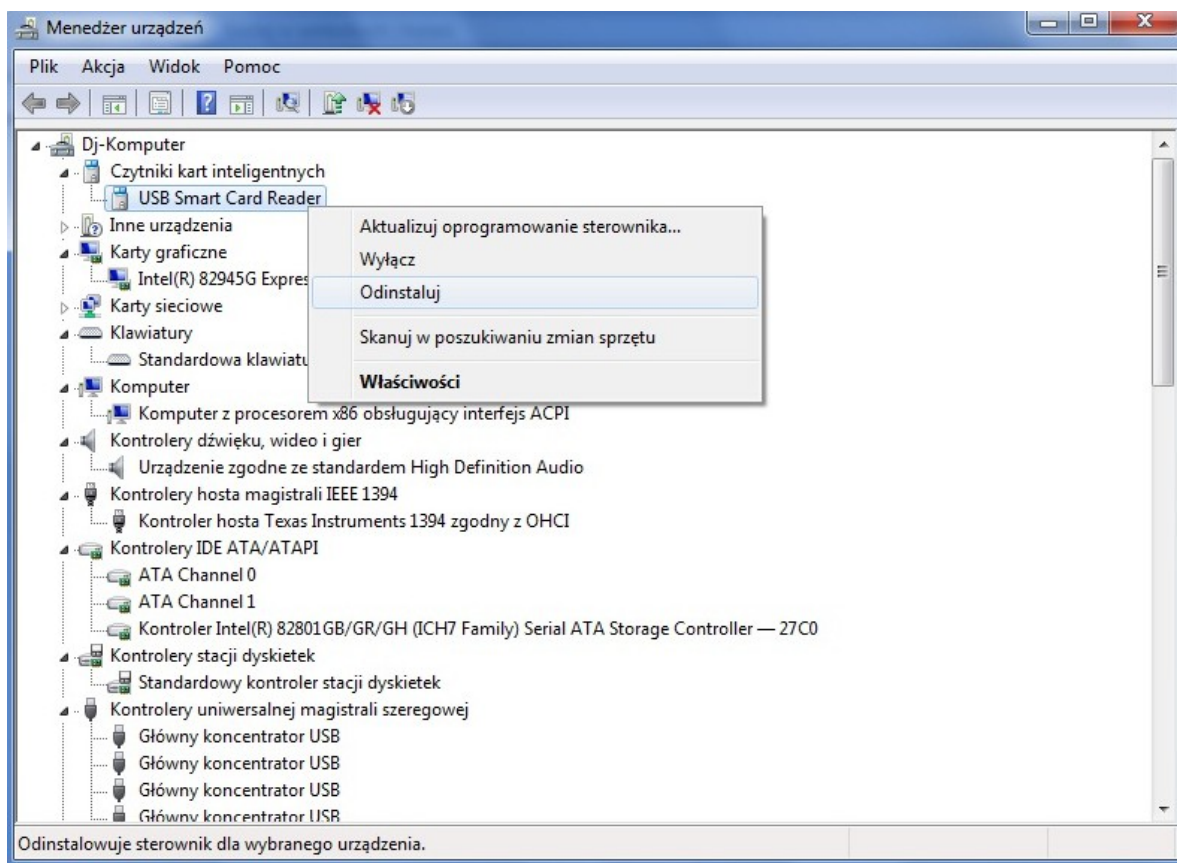 Menedżer urządzeń
Plik Akcja Widok Pomoc
Dj-Komputer
Czytniki kart inteligentnych
USB Smart Card Reader
Inne urządzenia
Karty graficzne
Intel(R) 82945G Expres
Karty sieciowe
Klawiatury
Standardowa klawiatu
Komputer
Komputer z procesorem x86 obsługujący interfejs ACPI
Kontrolery dźwięku, wideo i gier
Urządzenie zgodne ze standardem High Definition Audio
Kontrolery hosta magistrali IEEE 1394
Kontroler hosta Texas Instruments 1394 zgodny z OHCI
Kontrolery IDE ATA/ATAPI
ATA Channel 0
ATA Channel 1
Kontroler Intel(R) 82801GB/GR/GH (ICH7 Family) Serial ATA Storage Controller — 27C0
Kontrolery stacji dyskietek
Standardowy kontroler stacji dyskietek
Kontrolery uniwersalnej magistrali szeregowej
Główny koncentrator USB
Główny koncentrator USB
Główny koncentrator USB
Główny koncentrator USB
Aktualizuj oprogramowanie sterownika...
Wyłącz
Odinstaluj
Skanuj w poszukiwaniu zmian sprzętu
Właściwości
Odinstalowuje sterownik dla wybranego urządzenia.